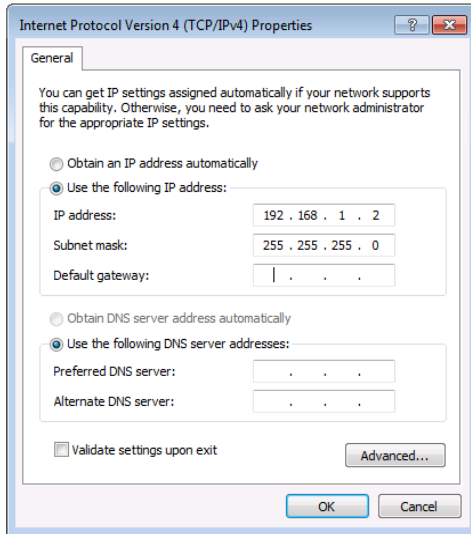 Internet Protocol Version 4 (TCP/IPv4) Properties
General
You can get IP settings assigned automatically if your network supports
this capability. Otherwise, you need to ask your network administrator
for the appropriate IP settings.
Obtain an IP address automatically
Use the following IP address:
IP address: 192 . 168 . 1 . 2
Subnet mask: 255 . 255 . 255 . 0
Default gateway: . . .
Obtain DNS server address automatically
Use the following DNS server addresses:
Preferred DNS server: . . .
Alternate DNS server: . . .
Validate settings upon exit
Advanced...
OK Cancel